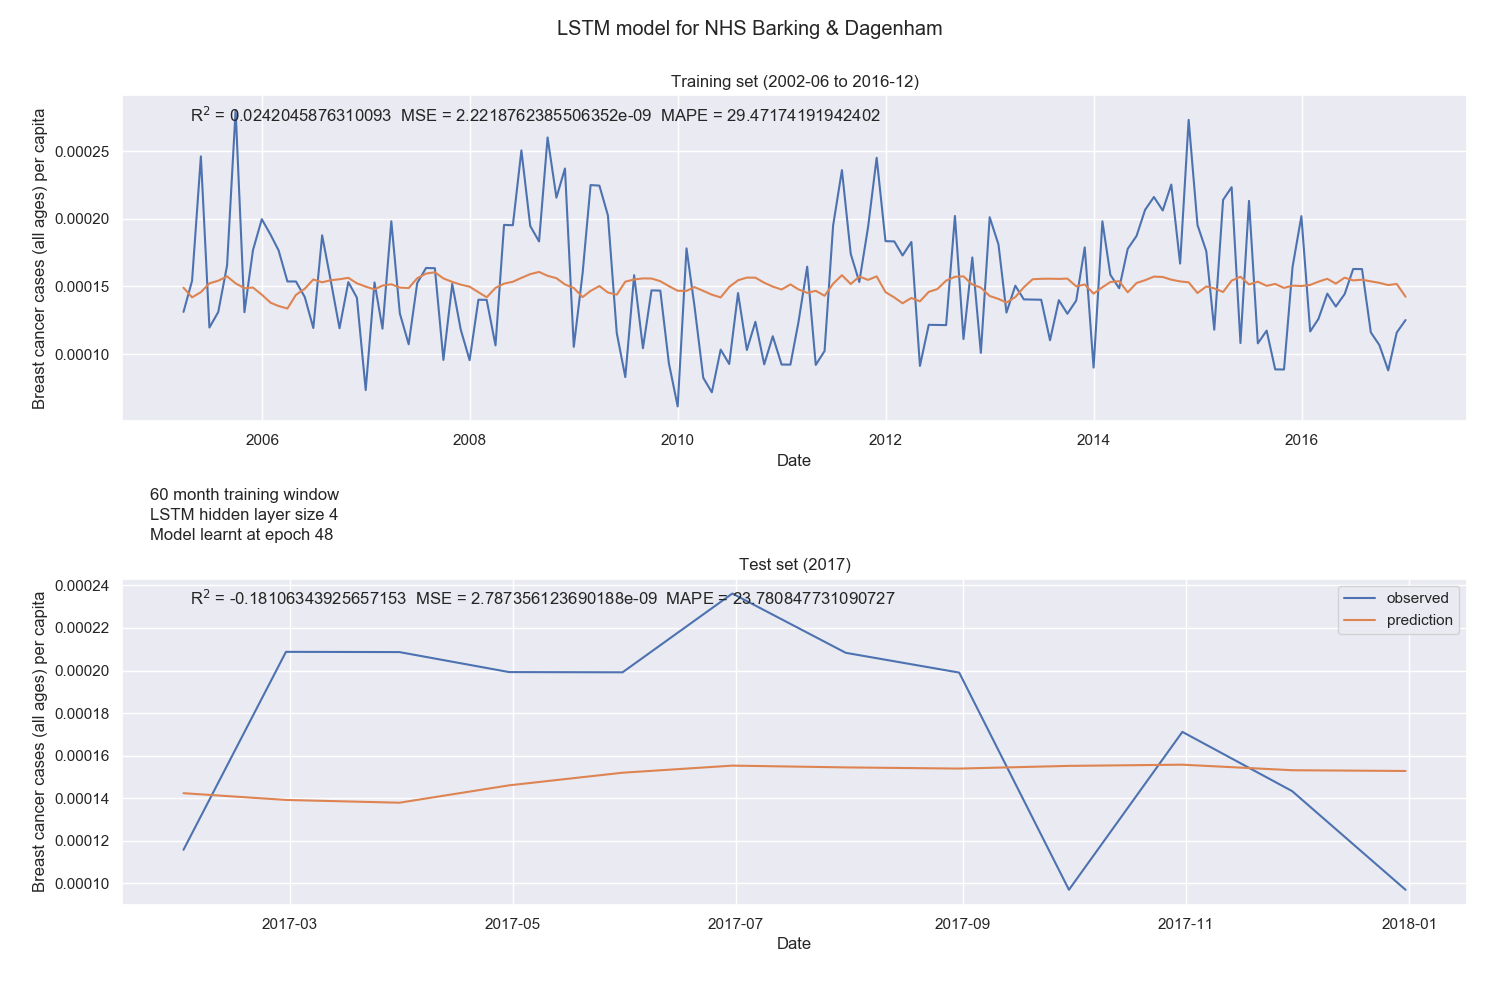 LSTM model for NHS Barking & Dagenham
Training set (2002-06 to 2016-12)
R² = 0.0242045876310093 MSE = 2.2218762385506352e-09 MAPE = 29.47174191942402
Breast cancer cases (all ages) per capita
0.00025
0.00020
0.00015
0.00010
2006 2008 2010 2012 2014 2016
Date
60 month training window
LSTM hidden layer size 4
Model learnt at epoch 48
Test set (2017)
R² = -0.18106343925657153 MSE = 2.787356123690188e-09 MAPE = 23.780847731090727
observed
prediction
Breast cancer cases (all ages) per capita
0.00024
0.00022
0.00020
0.00018
0.00016
0.00014
0.00012
0.00010
2017-03 2017-05 2017-07 2017-09 2017-11 2018-01
Date